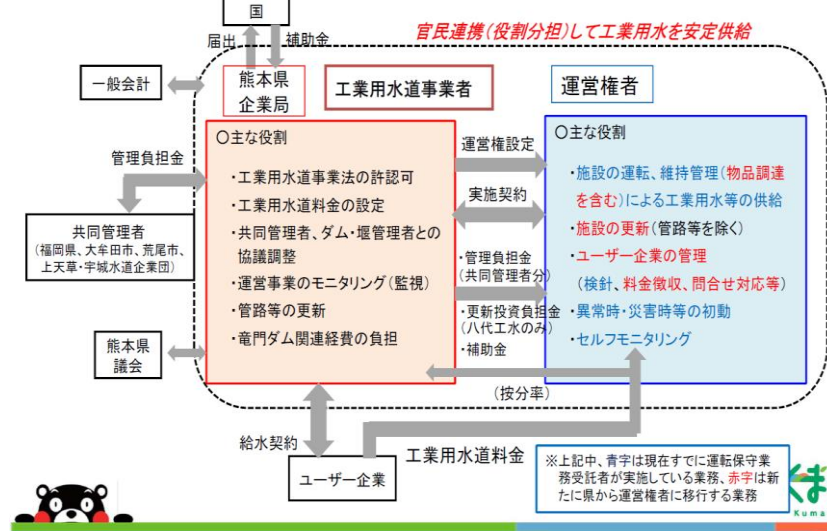 国
官民連携(役割分担)して工業用水を安定供給
届出
補助金
一般会計
熊本県
企業局
工業用水道事業者
運営権者
〇主な役割
・工業用水道事業法の許認可
・工業用水道料金の設定
・共同管理者、ダム・堰管理者との
協議調整
・運営事業のモニタリング(監視)
・管路等の更新
・竜門ダム関連経費の負担
運営権設定
実施契約
・管理負担金
(共同管理者分)
・更新投資負担金
(八代工水のみ)
・補助金
(按分率)
〇主な役割
・施設の運転、維持管理(物品調達
を含む)による工業用水等の供給
・施設の更新(管路等を除く)
・ユーザー企業の管理
(検針、料金徴収、問合せ対応等)
・異常時・災害時等の初動
・セルフモニタリング
管理負担金
共同管理者
(福岡県、大牟田市、荒尾市、
上天草・宇城水道企業団)
熊本県
議会
給水契約
工業用水道料金
ユーザー企業
※上記中、青字は現在すでに運転保守業
務受託者が実施している業務、赤字は新
たに県から運営権者に移行する業務
くま
Kuma